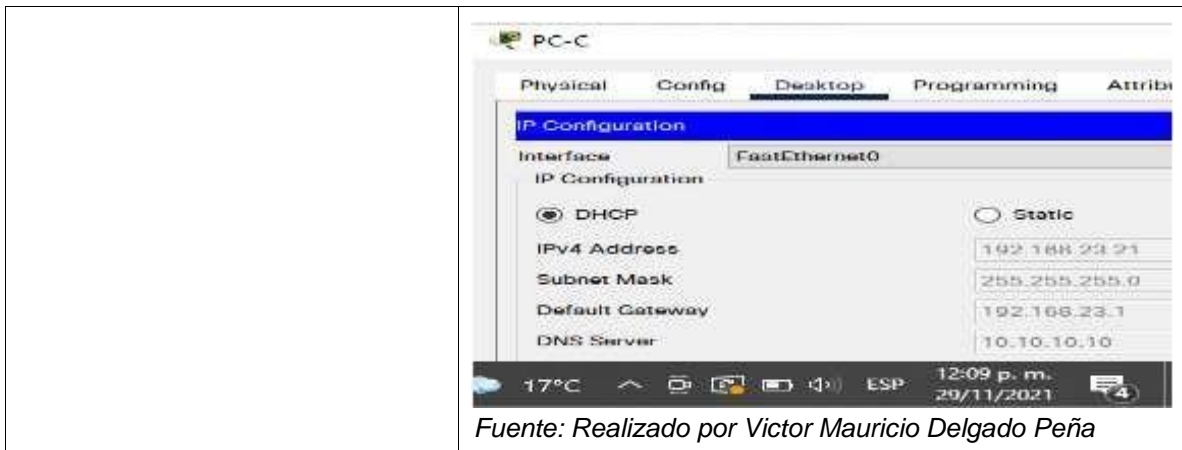 PC-C
Physical Config Desktop Programming Attrib
IP Configuration
Interface FastEthernet0
IP Configuration
DHCP Static
IPv4 Address 192.168.23.21
Subnet Mask 255.255.255.0
Default Gateway 192.168.23.1
DNS Server 10.10.10.10
17°C ESP 12:09 p. m.
29/11/2021 4
Fuente: Realizado por Victor Mauricio Delgado Peña